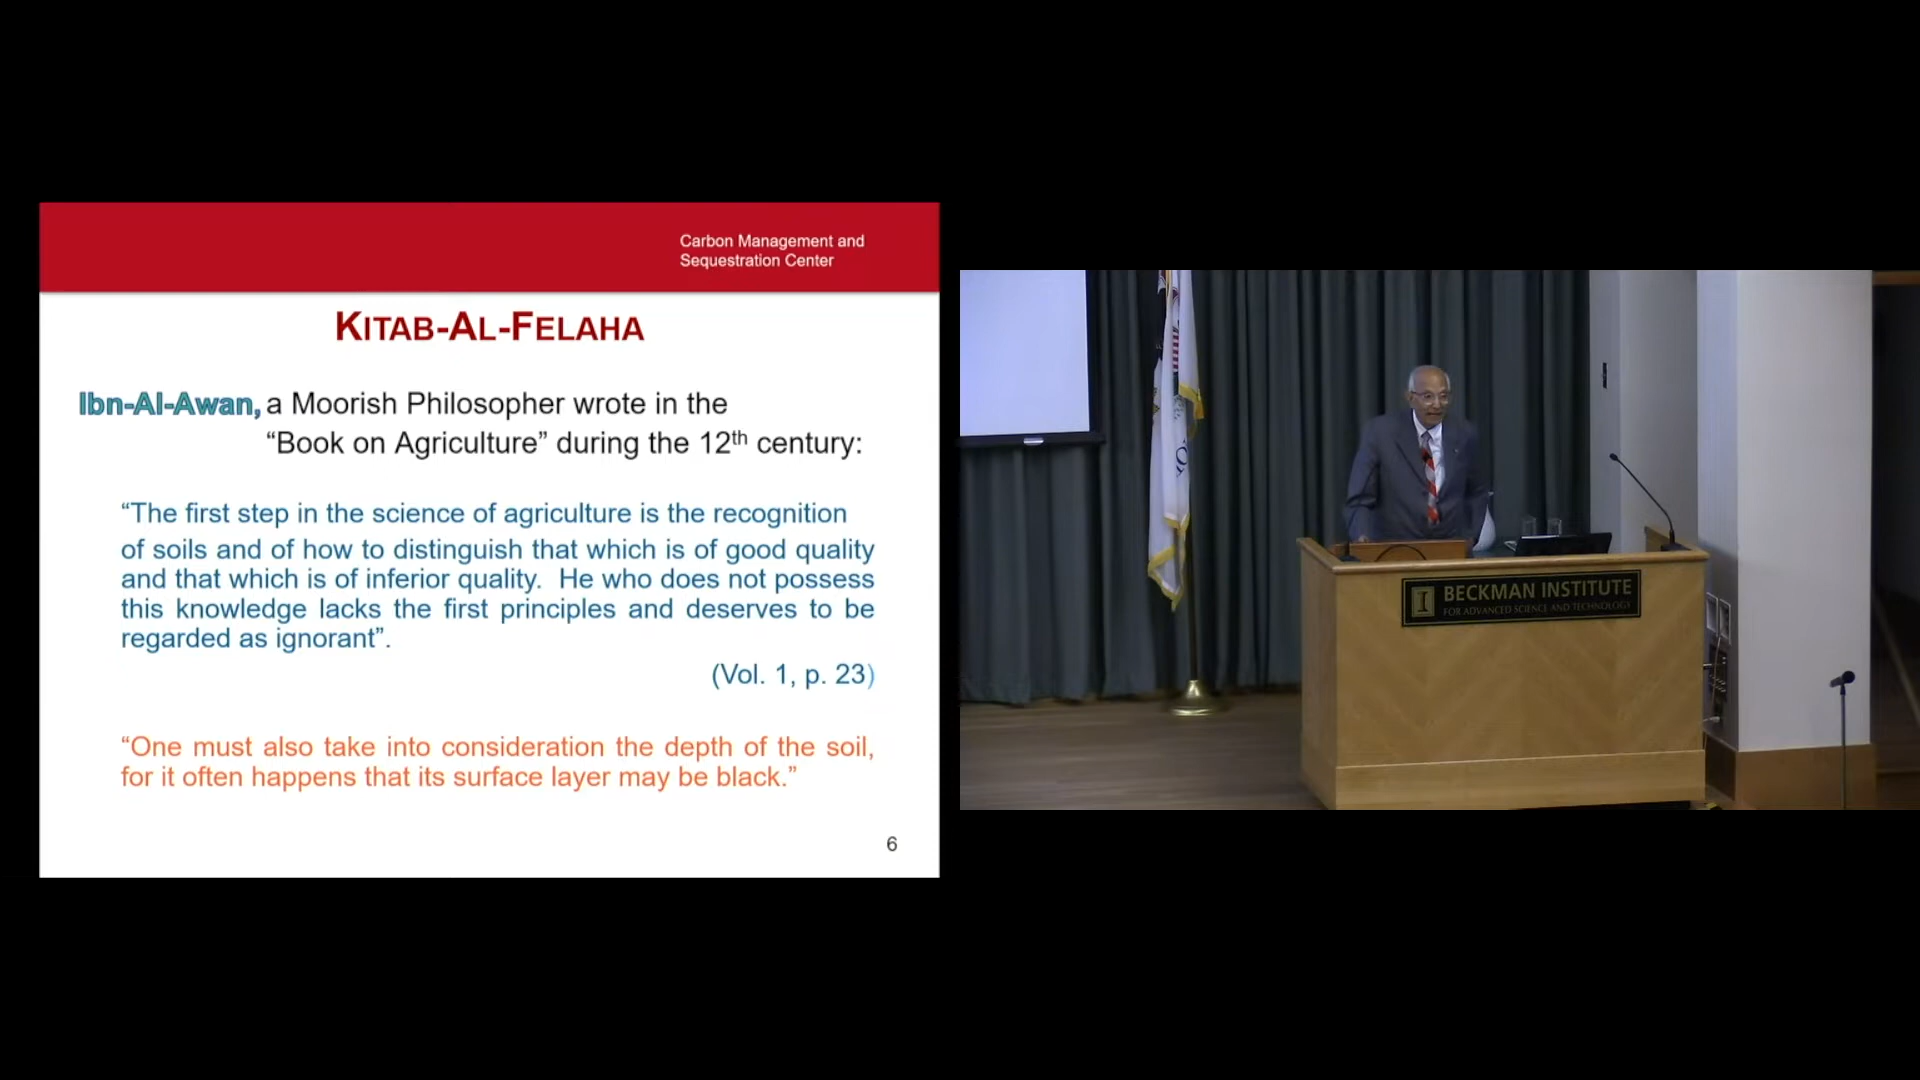 Carbon Management and
Sequestration Center
KITAB-AL-FELAHA
Ibn-Al-Awan, a Moorish Philosopher wrote in the
“Book on Agriculture” during the 12th century:
“The first step in the science of agriculture is the recognition
of soils and of how to distinguish that which is of good quality
and that which is of inferior quality. He who does not possess
this knowledge lacks the first principles and deserves to be
regarded as ignorant”.
(Vol. 1, p. 23)
“One must also take into consideration the depth of the soil,
for it often happens that its surface layer may be black.”
6
I BECKMAN INSTITUTE
FOR ADVANCED SCIENCE AND TECHNOLOGY